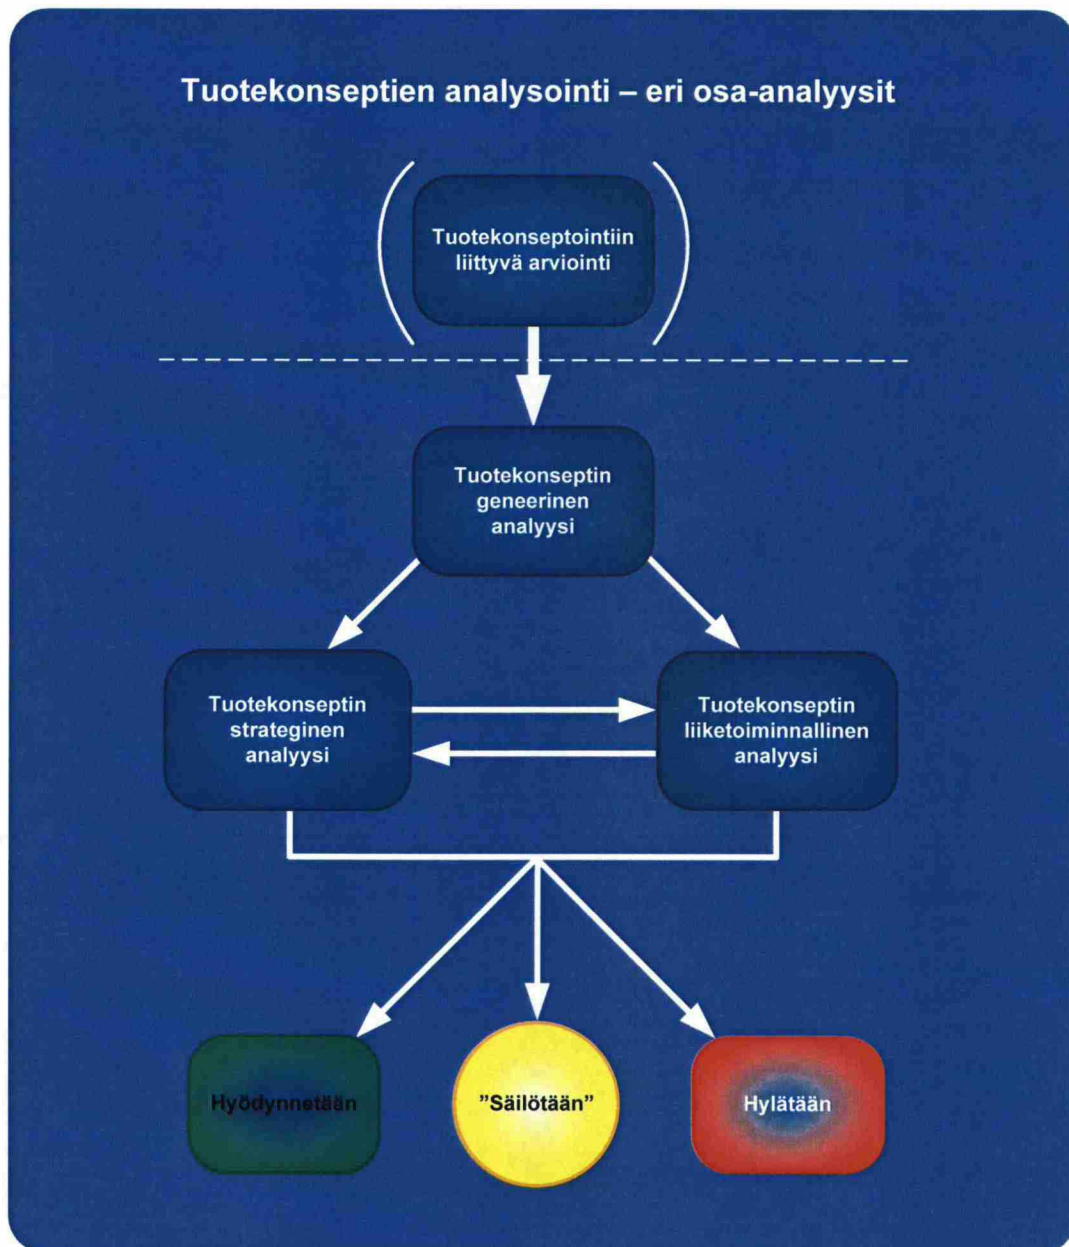 Tuotekonseptien analysointi – eri osa-analyysit
Tuotekonseptointiin
liittyvä arviointi
Tuotekonseptin
geneerinen
analyysi
Tuotekonseptin
strateginen
analyysi
Tuotekonseptin
liiketoiminnallinen
analyysi
Hyödynnetään
”Säilötään”
Hylätään